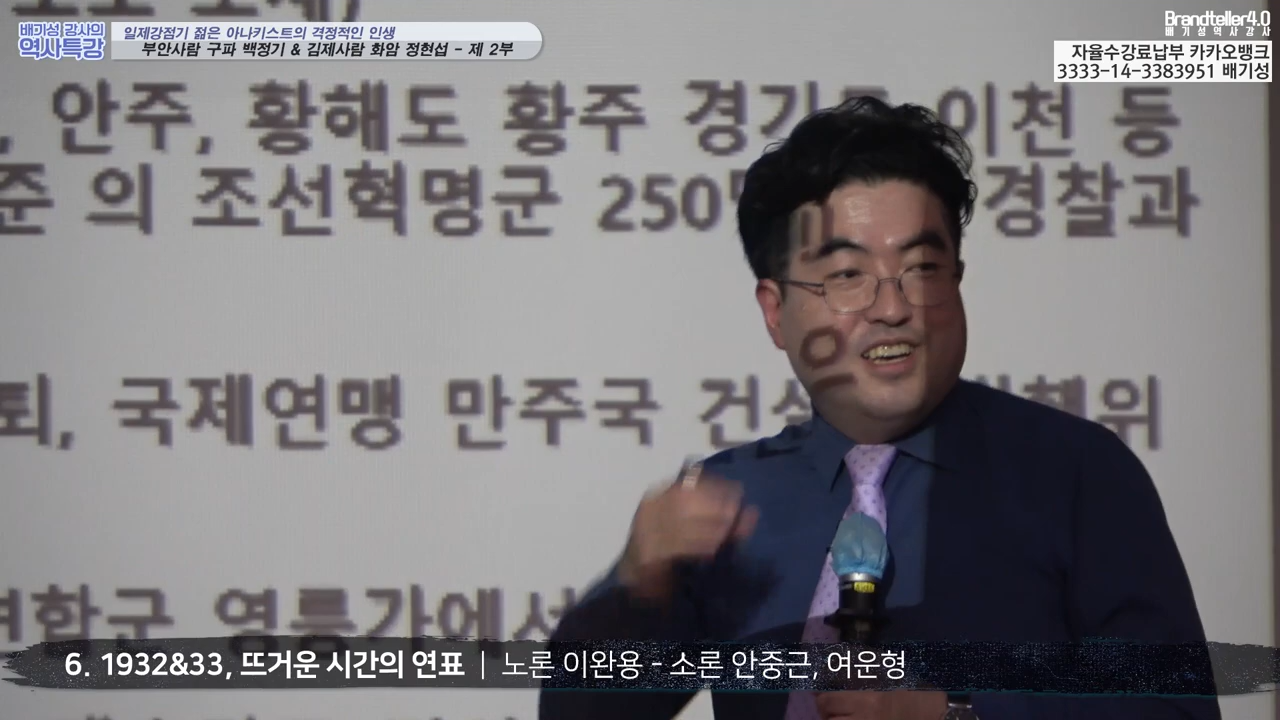 배기성 강사의
역사특강
일제강점기 젊은 아나키스트의 격정적인 인생
부안사람 구파 백정기 & 김제사람 화암 정현섭 - 제 2부
Brandteller4.0
배기성역사강사
자율수강료납부 카카오뱅크
3333-14-3383951 배기성
, 안주, 황해도 황주 이천 등
준 의 조선혁명군 경찰과
퇴, 국제연맹 만주국
6. 1932&33, 뜨거운 시간의 연표 | 노론 이완용 - 소론 안중근, 여운형